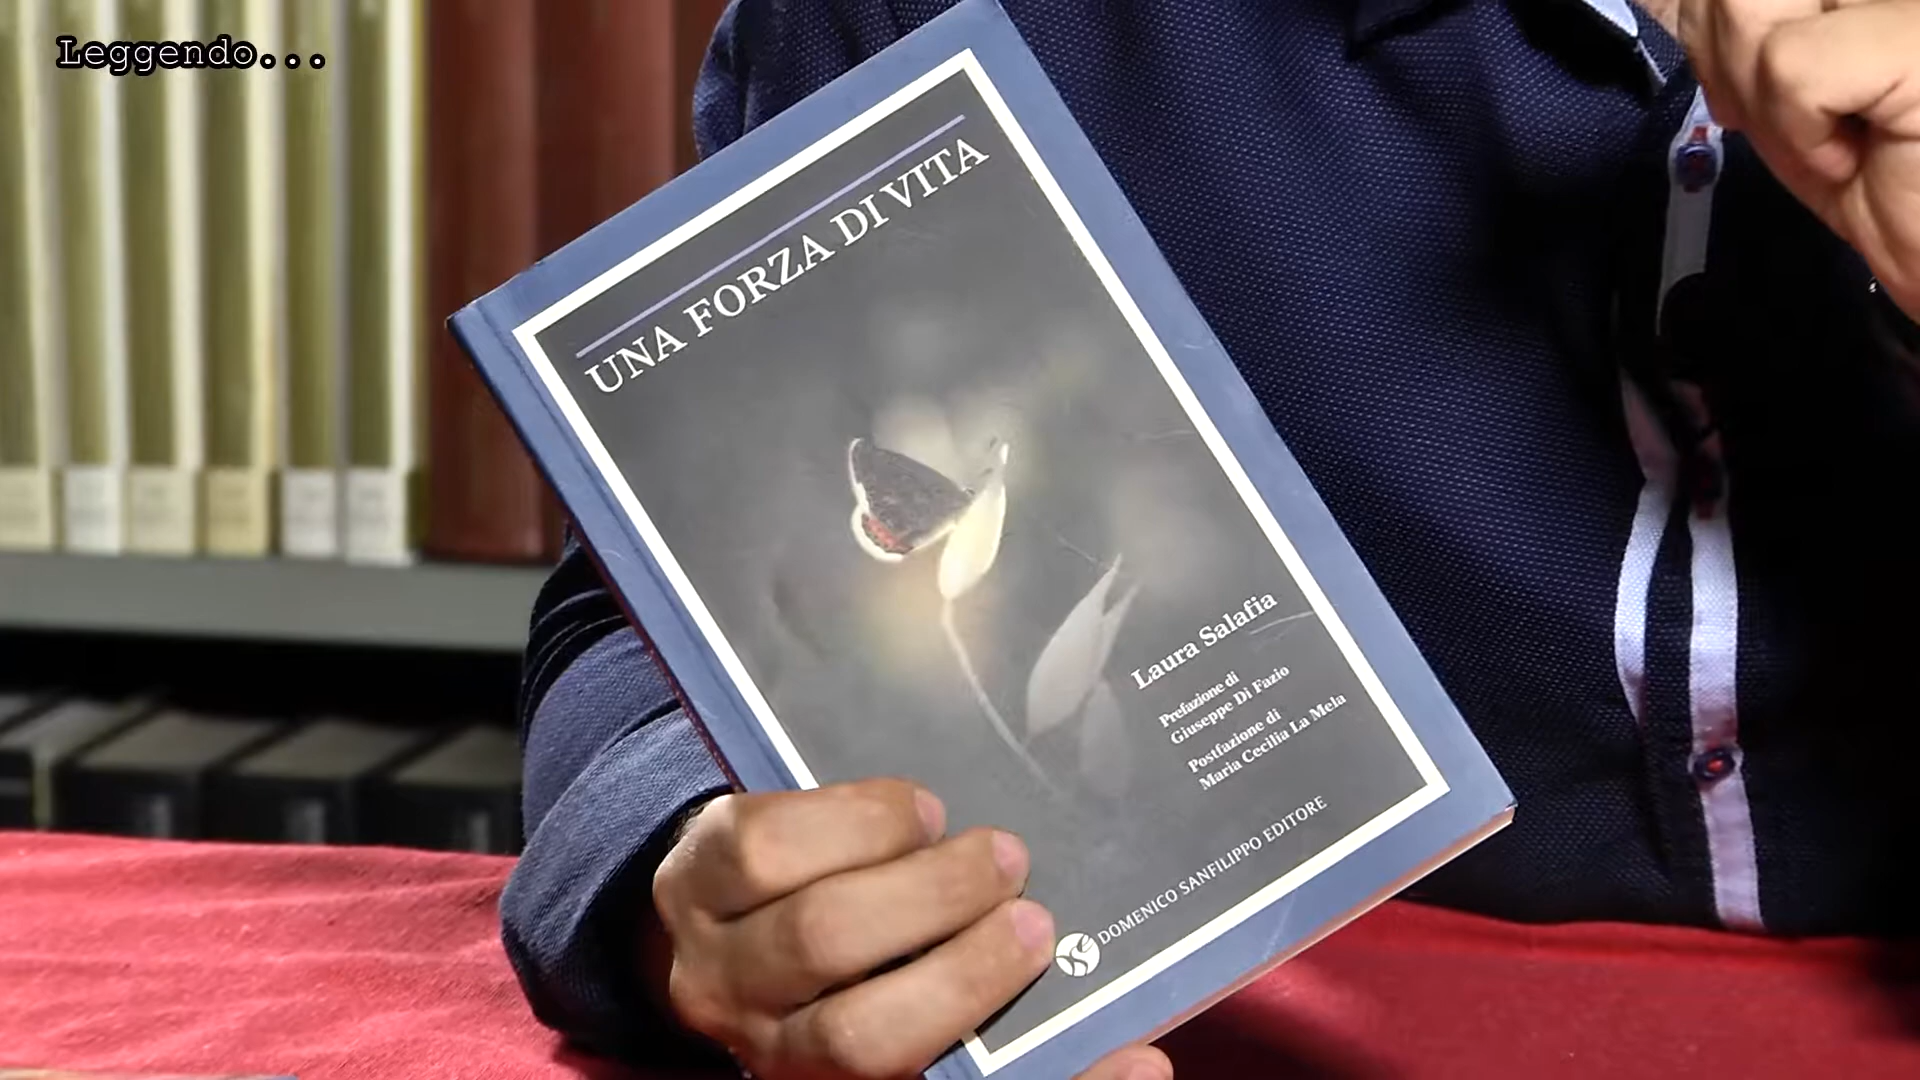 Leggendo...
UNA FORZA DI VITA
Laura Salafia
Prefazione di
Giuseppe Di Fazio
Postfazione di
Maria Cecilia La Mela
DOMENICO SANFILIPPO EDITORE